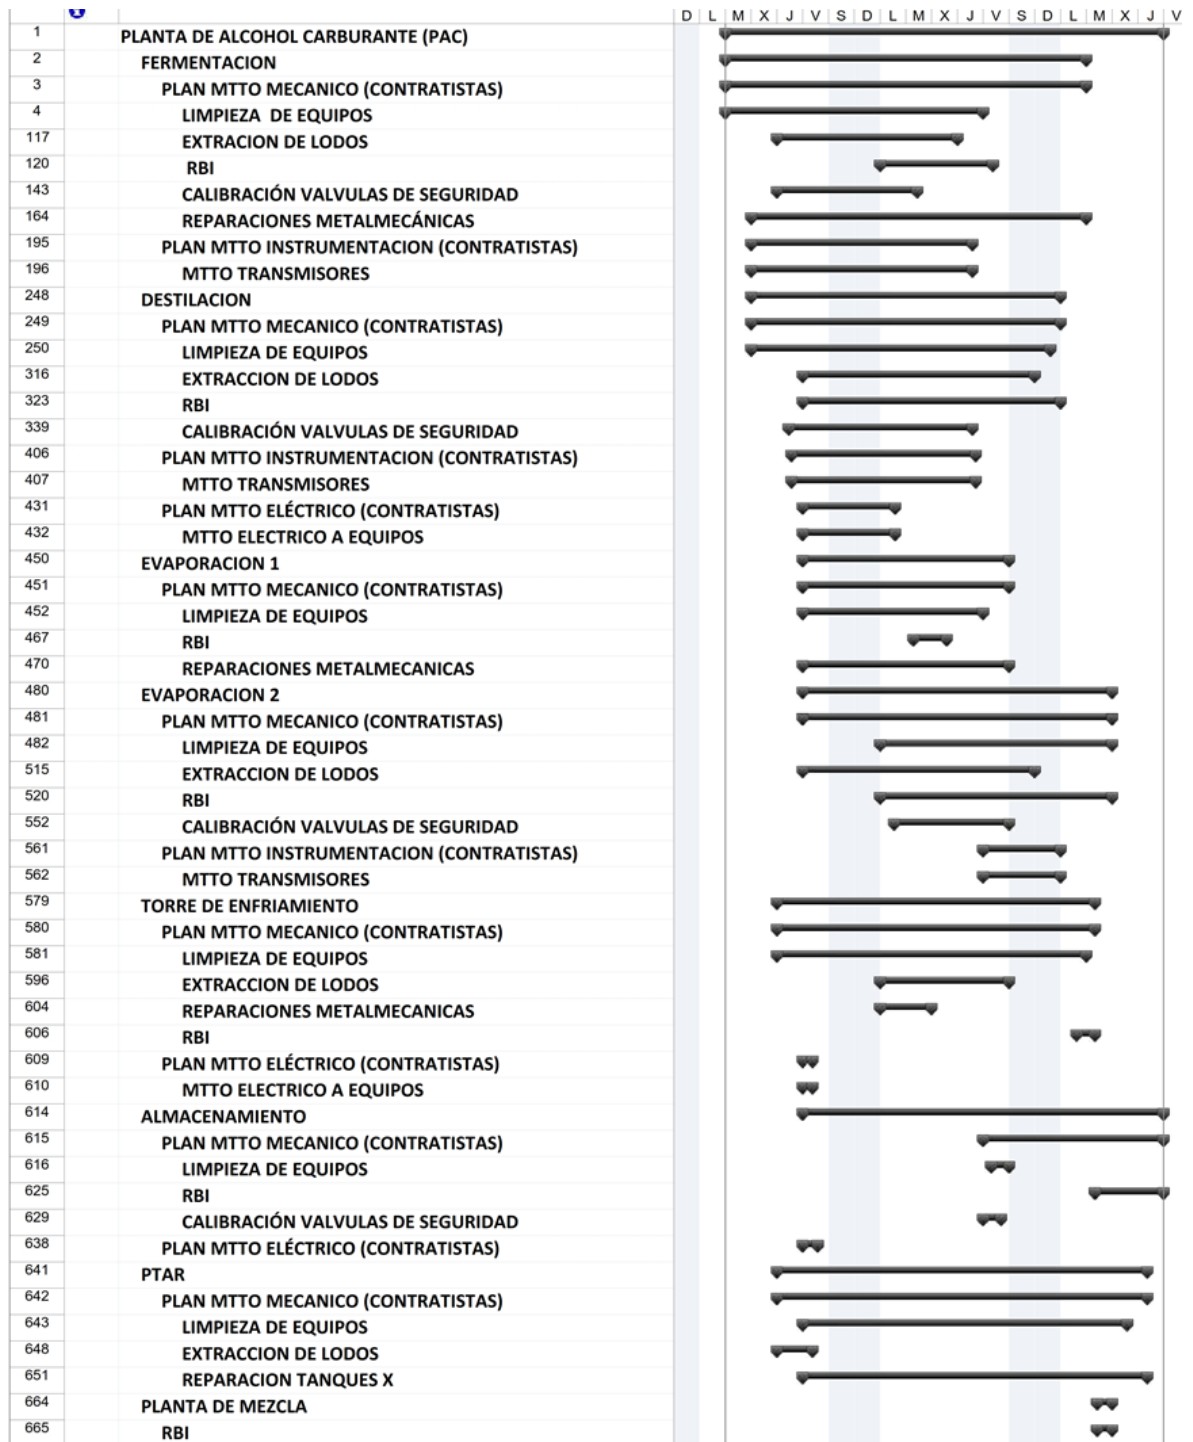 D L M X J V S D L M X J V S D L M X J V
1 PLANTA DE ALCOHOL CARBURANTE (PAC)
2 FERMENTACION
3 PLAN MTTO MECANICO (CONTRATISTAS)
4 LIMPIEZA DE EQUIPOS
117 EXTRACION DE LODOS
120 RBI
143 CALIBRACIÓN VALVULAS DE SEGURIDAD
164 REPARACIONES METALMECÁNICAS
195 PLAN MTTO INSTRUMENTACION (CONTRATISTAS)
196 MTTO TRANSMISORES
248 DESTILACION
249 PLAN MTTO MECANICO (CONTRATISTAS)
250 LIMPIEZA DE EQUIPOS
316 EXTRACCION DE LODOS
323 RBI
339 CALIBRACIÓN VALVULAS DE SEGURIDAD
406 PLAN MTTO INSTRUMENTACION (CONTRATISTAS)
407 MTTO TRANSMISORES
431 PLAN MTTO ELÉCTRICO (CONTRATISTAS)
432 MTTO ELECTRICO A EQUIPOS
450 EVAPORACION 1
451 PLAN MTTO MECANICO (CONTRATISTAS)
452 LIMPIEZA DE EQUIPOS
467 RBI
470 REPARACIONES METALMECANICAS
480 EVAPORACION 2
481 PLAN MTTO MECANICO (CONTRATISTAS)
482 LIMPIEZA DE EQUIPOS
515 EXTRACCION DE LODOS
520 RBI
552 CALIBRACIÓN VALVULAS DE SEGURIDAD
561 PLAN MTTO INSTRUMENTACION (CONTRATISTAS)
562 MTTO TRANSMISORES
579 TORRE DE ENFRIAMIENTO
580 PLAN MTTO MECANICO (CONTRATISTAS)
581 LIMPIEZA DE EQUIPOS
596 EXTRACCION DE LODOS
604 REPARACIONES METALMECANICAS
606 RBI
609 PLAN MTTO ELÉCTRICO (CONTRATISTAS)
610 MTTO ELECTRICO A EQUIPOS
614 ALMACENAMIENTO
615 PLAN MTTO MECANICO (CONTRATISTAS)
616 LIMPIEZA DE EQUIPOS
625 RBI
629 CALIBRACIÓN VALVULAS DE SEGURIDAD
638 PLAN MTTO ELÉCTRICO (CONTRATISTAS)
641 PTAR
642 PLAN MTTO MECANICO (CONTRATISTAS)
643 LIMPIEZA DE EQUIPOS
648 EXTRACCION DE LODOS
651 REPARACION TANQUES X
664 PLANTA DE MEZCLA
665 RBI